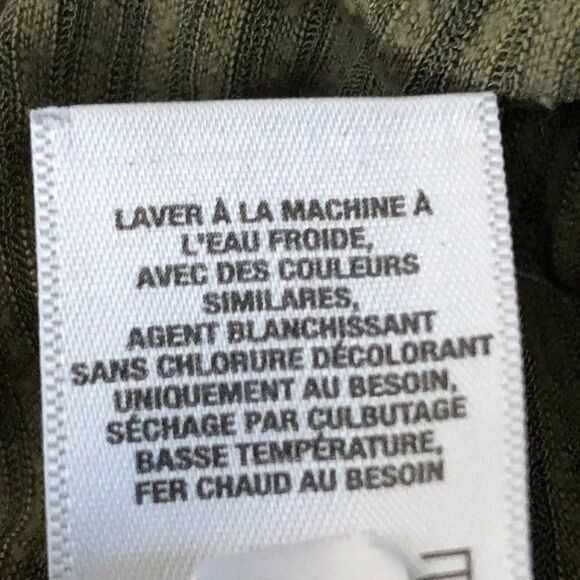 LAVER À LA MACHINE À
L'EAU FROIDE,
AVEC DES COULEURS
SIMILARES,
AGENT BLANCHISSANT
SANS CHLORURE DÉCOLORANT
UNIQUEMENT AU BESOIN,
SÉCHAGE PAR CULBUTAGE
BASSE TEMPÉRATURE,
FER CHAUD AU BESOIN